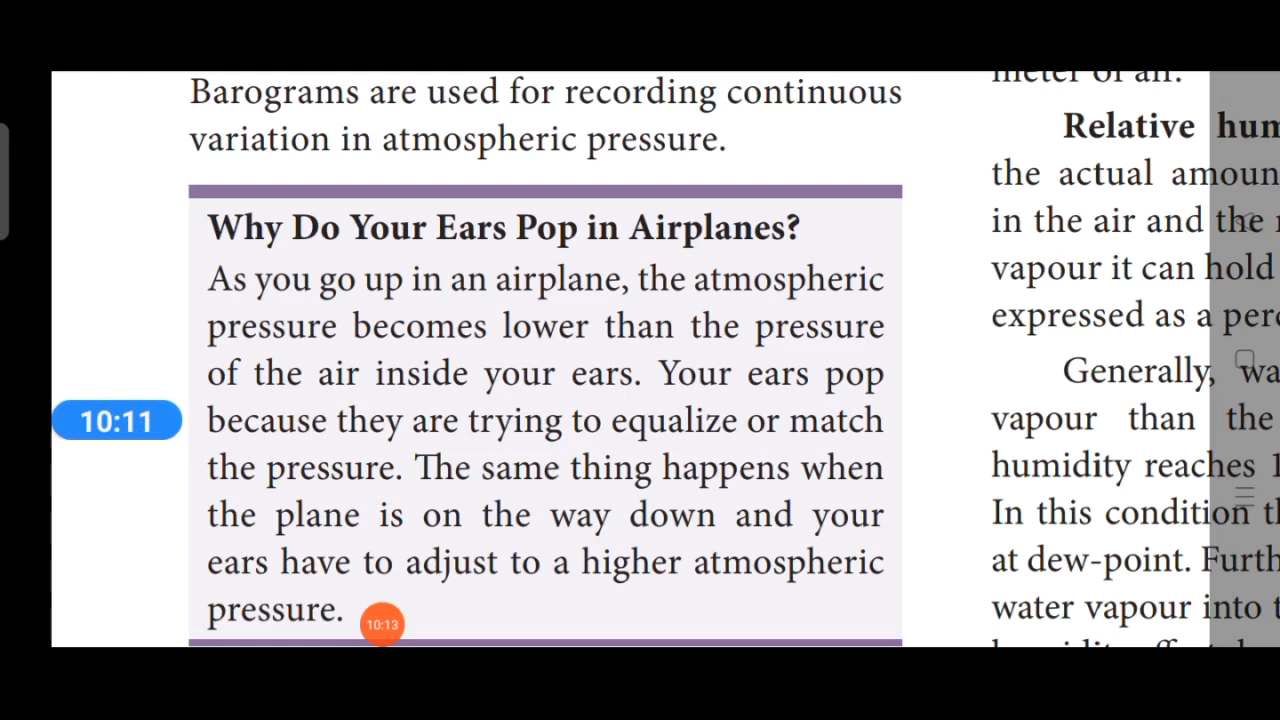 Barograms are used for recording continuous
variation in atmospheric pressure.
Why Do Your Ears Pop in Airplanes?
As you go up in an airplane, the atmospheric
pressure becomes lower than the pressure
of the air inside your ears. Your ears pop
because they are trying to equalize or match
the pressure. The same thing happens when
the plane is on the way down and your
ears have to adjust to a higher atmospheric
pressure.
10:11
10:13
meter of air.
Relative
the actual
in the air and the
vapour it can hold
expressed as a
Generally,
vapour than the
humidity reaches
In this condition
at dew-point.
water vapour into